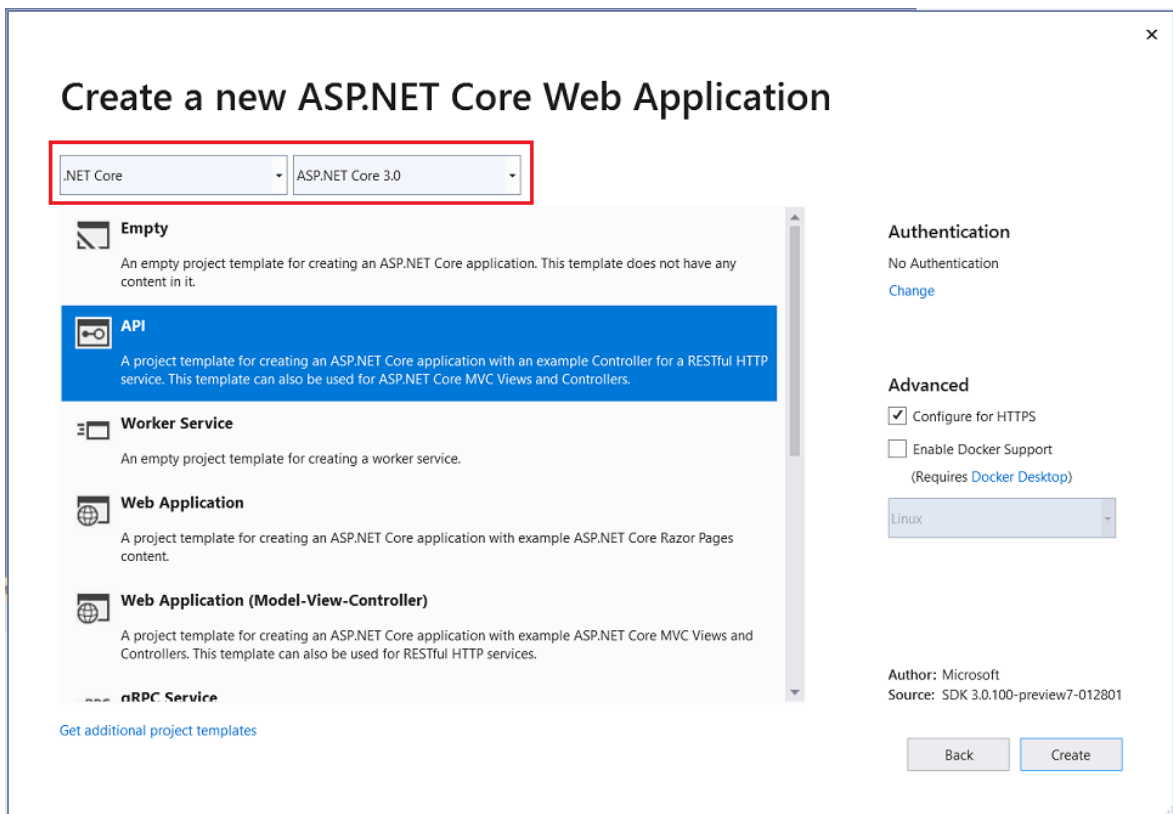 Create a new ASP.NET Core Web Application
.NET Core
ASP.NET Core 3.0
Empty
An empty project template for creating an ASP.NET Core application. This template does not have any
content in it.
API
A project template for creating an ASP.NET Core application with an example Controller for a RESTful HTTP
service. This template can also be used for ASP.NET Core MVC Views and Controllers.
Worker Service
An empty project template for creating a worker service.
Web Application
A project template for creating an ASP.NET Core application with example ASP.NET Core Razor Pages
content.
Web Application (Model-View-Controller)
A project template for creating an ASP.NET Core application with example ASP.NET Core MVC Views and
Controllers. This template can also be used for RESTful HTTP services.
gRPC Service
Get additional project templates
Authentication
No Authentication
Change
Advanced
Configure for HTTPS
Enable Docker Support
(Requires Docker Desktop)
Linux
Author: Microsoft
Source: SDK 3.0.100-preview7-012801
Back
Create